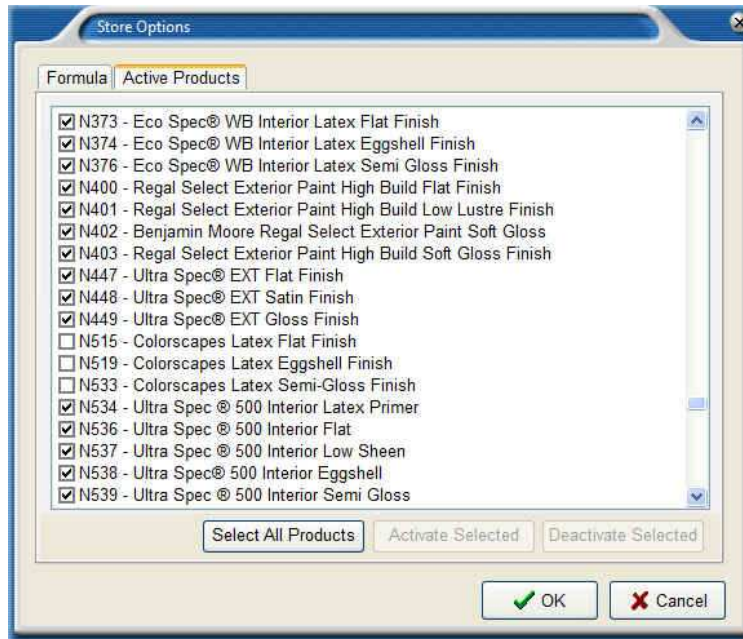 Store Options
Formula
Active Products
N373 - Eco Spec® WB Interior Latex Flat Finish
N374 - Eco Spec® WB Interior Latex Eggshell Finish
N376 - Eco Spec® WB Interior Latex Semi Gloss Finish
N400 - Regal Select Exterior Paint High Build Flat Finish
N401 - Regal Select Exterior Paint High Build Low Lustre Finish
N402 - Benjamin Moore Regal Select Exterior Paint Soft Gloss
N403 - Regal Select Exterior Paint High Build Soft Gloss Finish
N447 - Ultra Spec® EXT Flat Finish
N448 - Ultra Spec® EXT Satin Finish
N449 - Ultra Spec® EXT Gloss Finish
N515 - Colorscapes Latex Flat Finish
N519 - Colorscapes Latex Eggshell Finish
N533 - Colorscapes Latex Semi-Gloss Finish
N534 - Ultra Spec ® 500 Interior Latex Primer
N536 - Ultra Spec ® 500 Interior Flat
N537 - Ultra Spec ® 500 Interior Low Sheen
N538 - Ultra Spec® 500 Interior Eggshell
N539 - Ultra Spec ® 500 Interior Semi Gloss
Select All Products
Activate Selected
Deactivate Selected
OK
Cancel